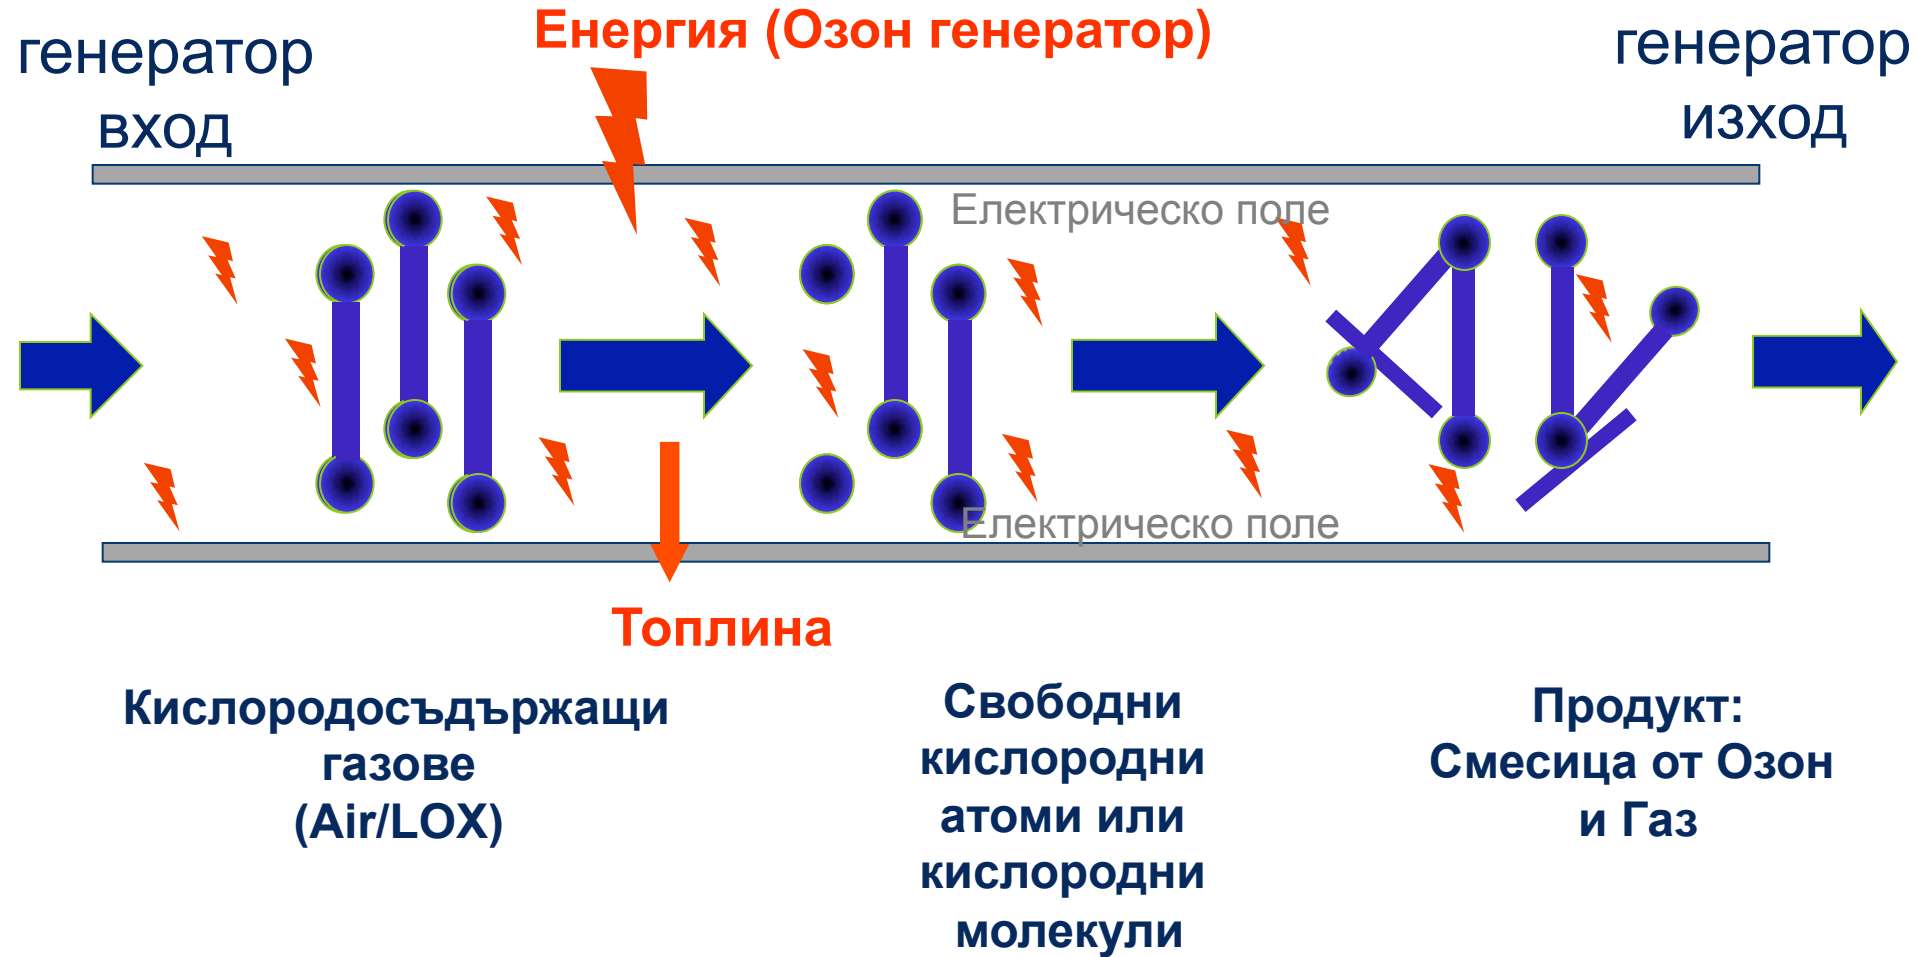 Енергия (Озон генератор)
генератор
вход
генератор
изход
Електрическо поле
Електрическо поле
Топлина
Кислородосъдържащи
газове
(Air/LOX)
Свободни
кислородни
атоми или
кислородни
молекули
Продукт:
Смесица от Озон
и Газ